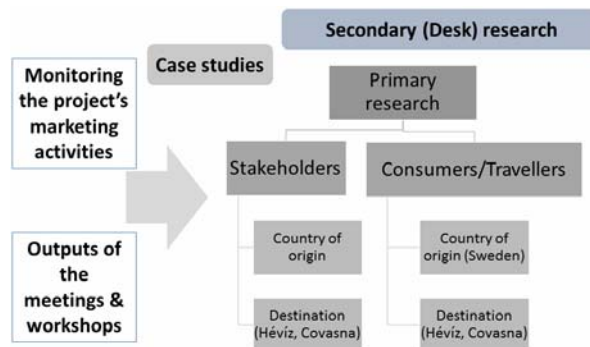 Secondary (Desk) research
Case studies
Monitoring
the project's
marketing
activities
Primary
research
Stakeholders
Consumers/Travellers
Country of
origin
Country of
origin (Sweden)
Outputs of
the
meetings &
workshops
Destination
(Hévíz, Covasna)
Destination
(Hévíz, Covasna)